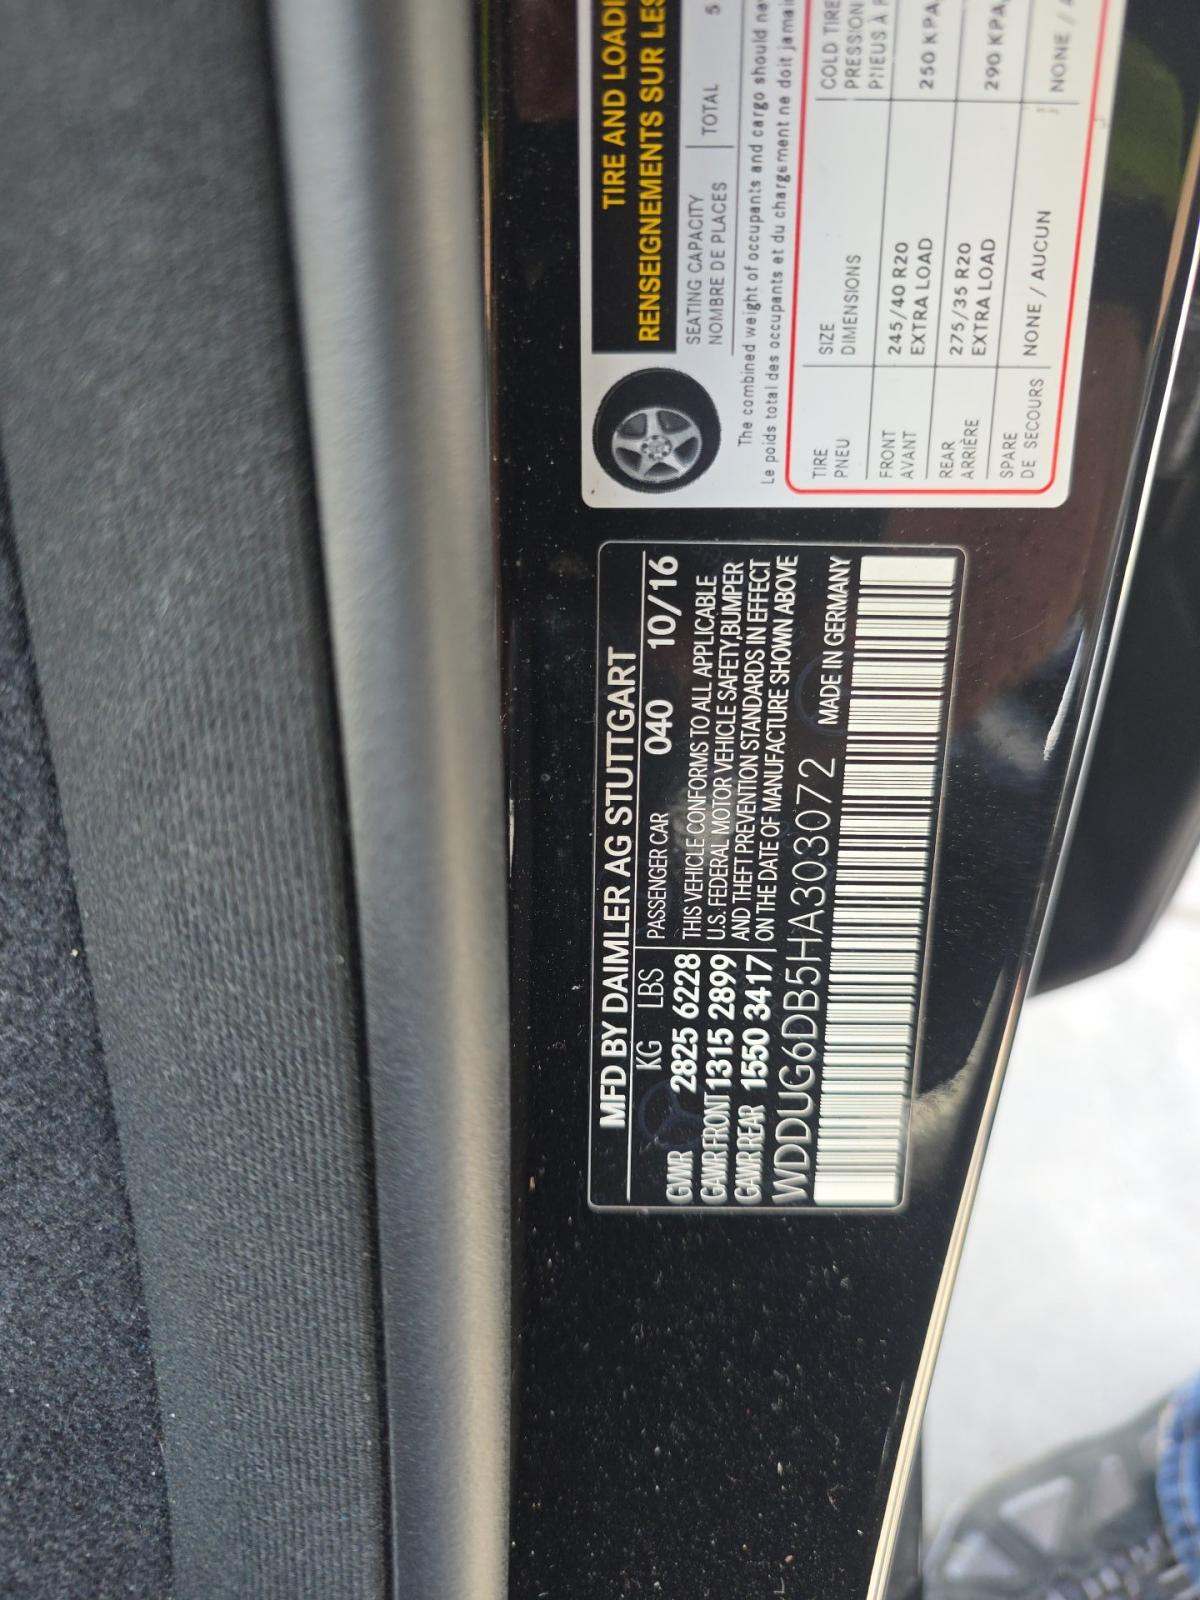 TIRE AND LOADI
RENSEIGNEMENTS SUR LES
SEATING CAPACITY
NOMBRE DE PLACES
TOTAL 5
The combined weight of occupants and cargo should ne
Le poids total des occupants et du chargement ne doit jamai
TIRE
PNEU
SIZE
DIMENSIONS
COLD TIRE
PRESSION
PNEUS À F
FRONT
AVANT
245/40 R20
EXTRA LOAD
250 KPA,
REAR
ARRIÈRE
275/35 R20
EXTRA LOAD
290 KPA,
SPARE
DE SECOURS
NONE / AUCUN
NONE / A
MFD BY DAIMLER AG STUTTGART
KG LBS
PASSENGER CAR 040 10/16
GVWR 2825 6228
GAWR FRONT 1315 2899
GAWR REAR 1550 3417
THIS VEHICLE CONFORMS TO ALL APPLICABLE
U.S. FEDERAL MOTOR VEHICLE SAFETY,BUMPER
AND THEFT PREVENTION STANDARDS IN EFFECT
ON THE DATE OF MANUFACTURE SHOWN ABOVE
WDDUG6DB5HA303072 MADE IN GERMANY